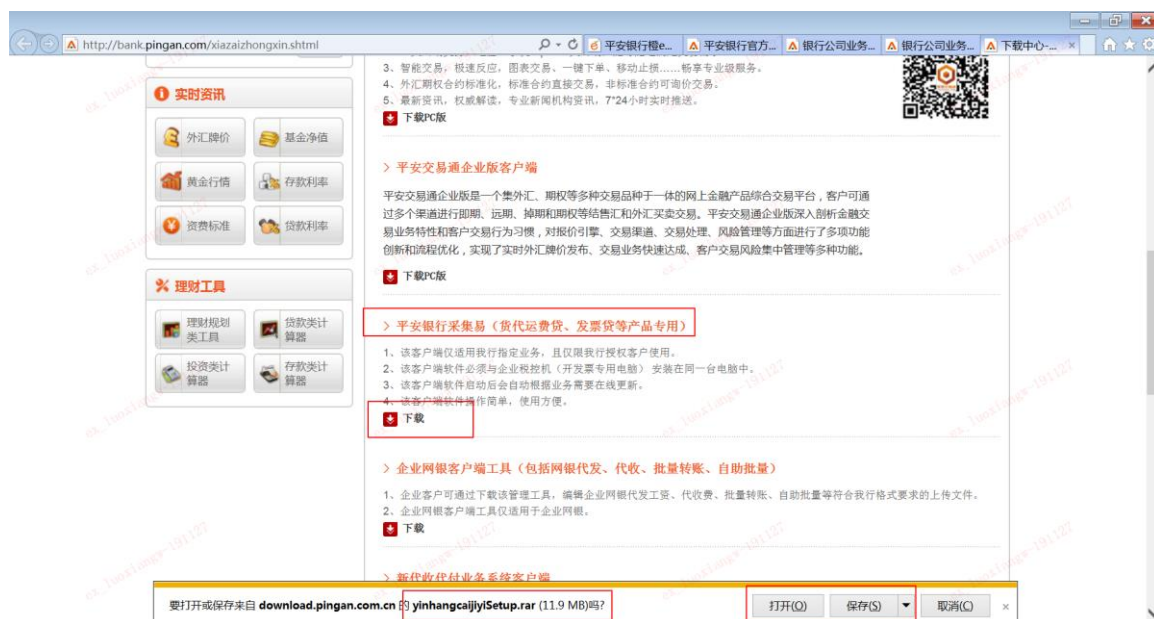 http://bank.pingan.com/xiazaizhongxin.shtml
平安银行橙e...
平安银行官方...
银行公司业务...
银行公司业务...
下载中心-...
3、智能交易，极速反应，图表交易、一键下单、移动止损……畅享专业级服务。
4、外汇期权合约标准化，标准合约直接交易，非标准合约可询价交易。
5、最新资讯，权威解读，专业新闻机构资讯，7*24小时实时推送。
下载PC版
实时资讯
外汇牌价
基金净值
黄金行情
存款利率
资费标准
贷款利率
理财工具
理财规划
类工具
贷款类计
算器
投资类计
算器
存款类计
算器
> 平安交易通企业版客户端
平安交易通企业版是一个集外汇、期权等多种交易品种于一体的网上金融产品综合交易平台，客户可通
过多个渠道进行即期、远期、掉期和期权等结售汇和外汇买卖交易。平安交易通企业版深入剖析金融交
易业务特性和客户交易行为习惯，对报价引擎、交易渠道、交易处理、风险管理等方面进行了多项功能
创新和流程优化，实现了实时外汇牌价发布、交易业务快速达成、客户交易风险集中管理等多种功能。
下载PC版
> 平安银行采集易（货代运费贷、发票贷等产品专用）
1、该客户端仅适用我行指定业务，且仅限我行授权客户使用。
2、该客户端软件必须与企业税控机（开发票专用电脑）安装在同一台电脑中。
3、该客户端软件启动后会自动根据业务需要在线更新。
4、该客户端软件操作简单，使用方便。
下载
> 企业网银客户端工具（包括网银代发、代收、批量转账、自助批量）
1、企业客户可通过下载该管理工具，编辑企业网银代发工资、代收费、批量转账、自助批量等符合我行格式要求的上传文件。
2、企业网银客户端工具仅适用于企业网银。
下载
> 新代收代付业务系统客户端
要打开或保存来自 download.pingan.com.cn 的 yinhangcaijiyiSetup.rar (11.9 MB)吗?
打开(O)
保存(S)
取消(C)